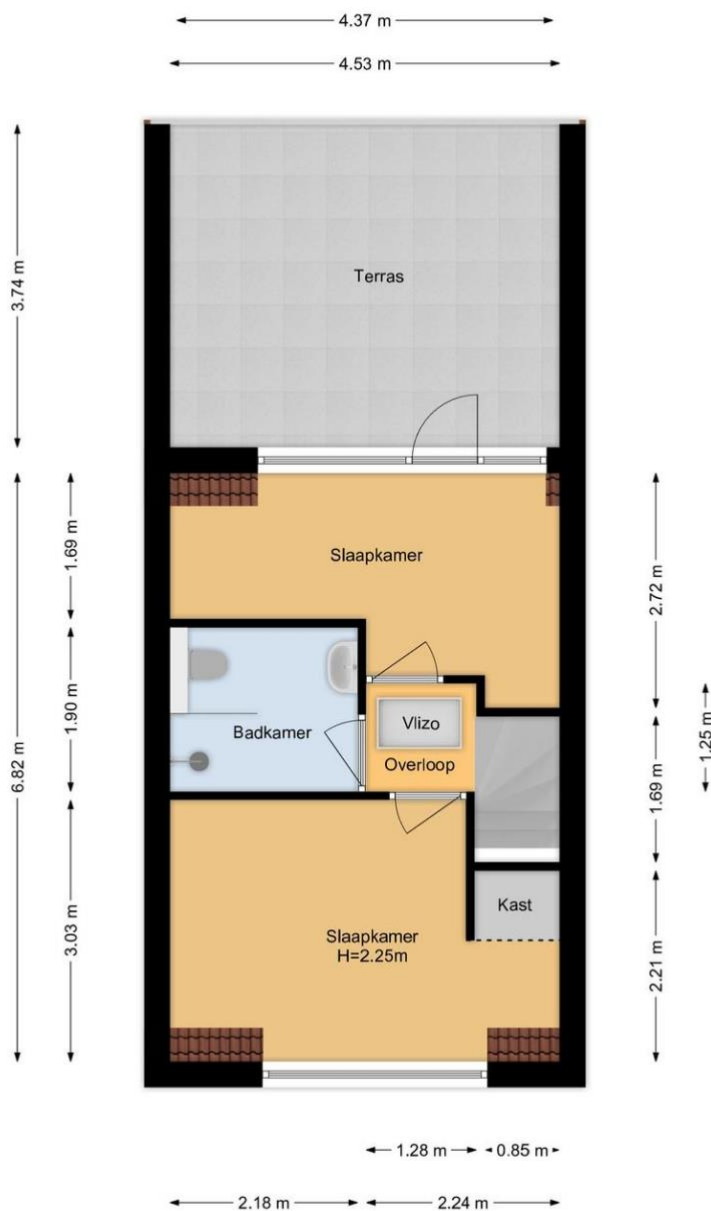 4.37 m
4.53 m
3.74 m
Terras
1.69 m
Slaapkamer
2.72 m
1.90 m
6.82 m
Badkamer
Vlizo
Overloop
1.25 m
1.69 m
3.03 m
Kast
Slaapkamer
H=2.25m
2.21 m
1.28 m
0.85 m
2.18 m
2.24 m